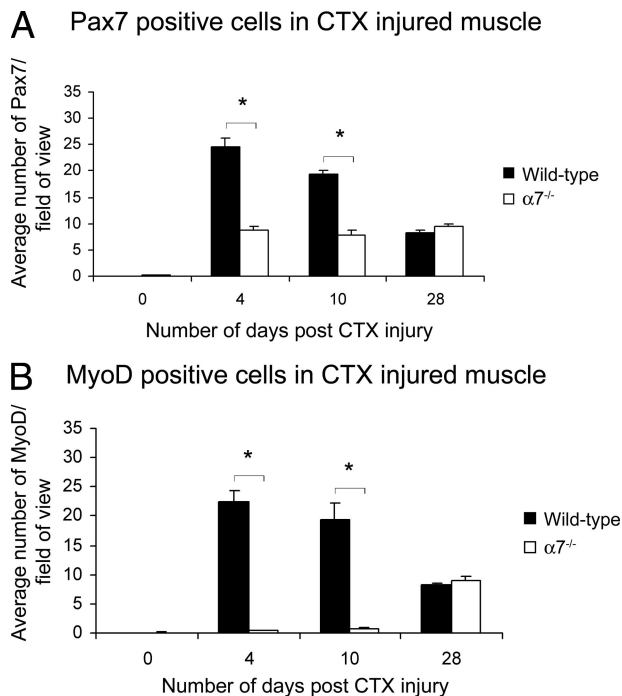 A Pax7 positive cells in CTX injured muscle
Average number of Pax7/
field of view
35
30
25
20
15
10
5
0
*
*
Wild-type
α7-/-
0 4 10 28
Number of days post CTX injury
B MyoD positive cells in CTX injured muscle
Average number of MyoD/
field of view
35
30
25
20
15
10
5
0
*
*
Wild-type
α7-/-
0 4 10 28
Number of days post CTX injury